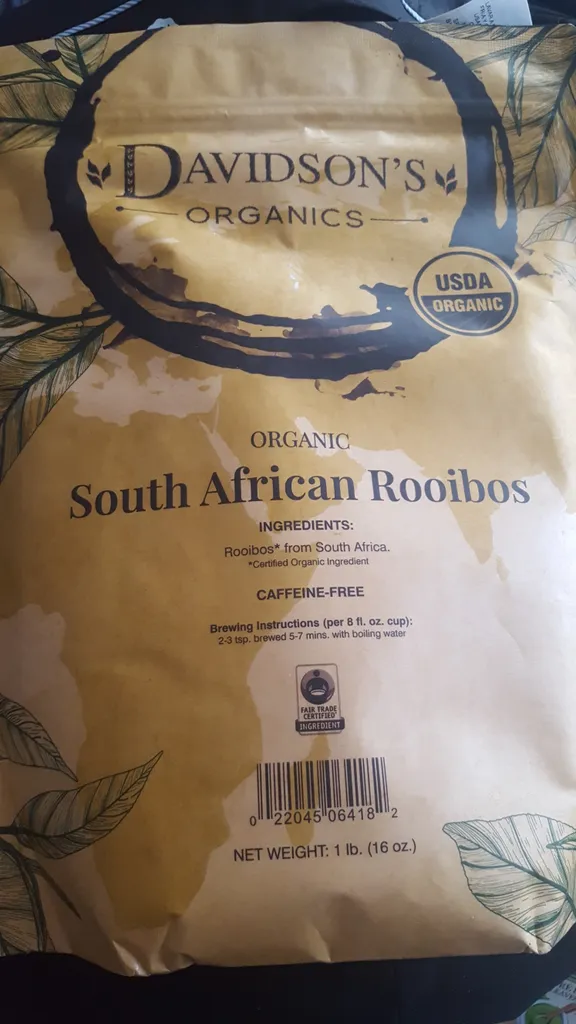 DAVIDSON'S
ORGANICS
USDA
ORGANIC
ORGANIC
South African Rooibos
INGREDIENTS:
Rooibos* from South Africa.
*Certified Organic Ingredient
CAFFEINE-FREE
Brewing Instructions (per 8 fl. oz. cup):
2-3 tsp. brewed 5-7 mins. with boiling water
FAIR TRADE
CERTIFIED
INGREDIENT
0 22045 06418 2
NET WEIGHT: 1 lb. (16 oz.)